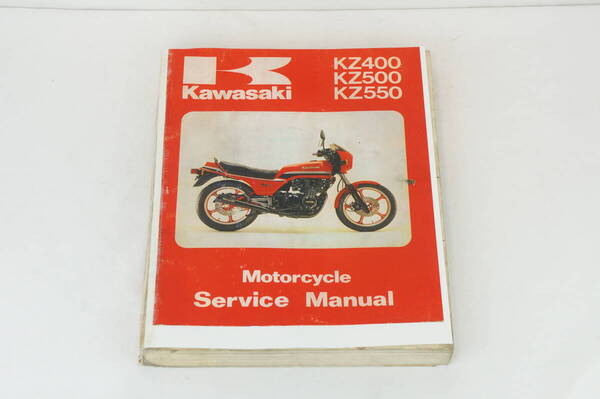 Kawasaki
KZ400
KZ500
KZ550
Motorcycle
Service Manual